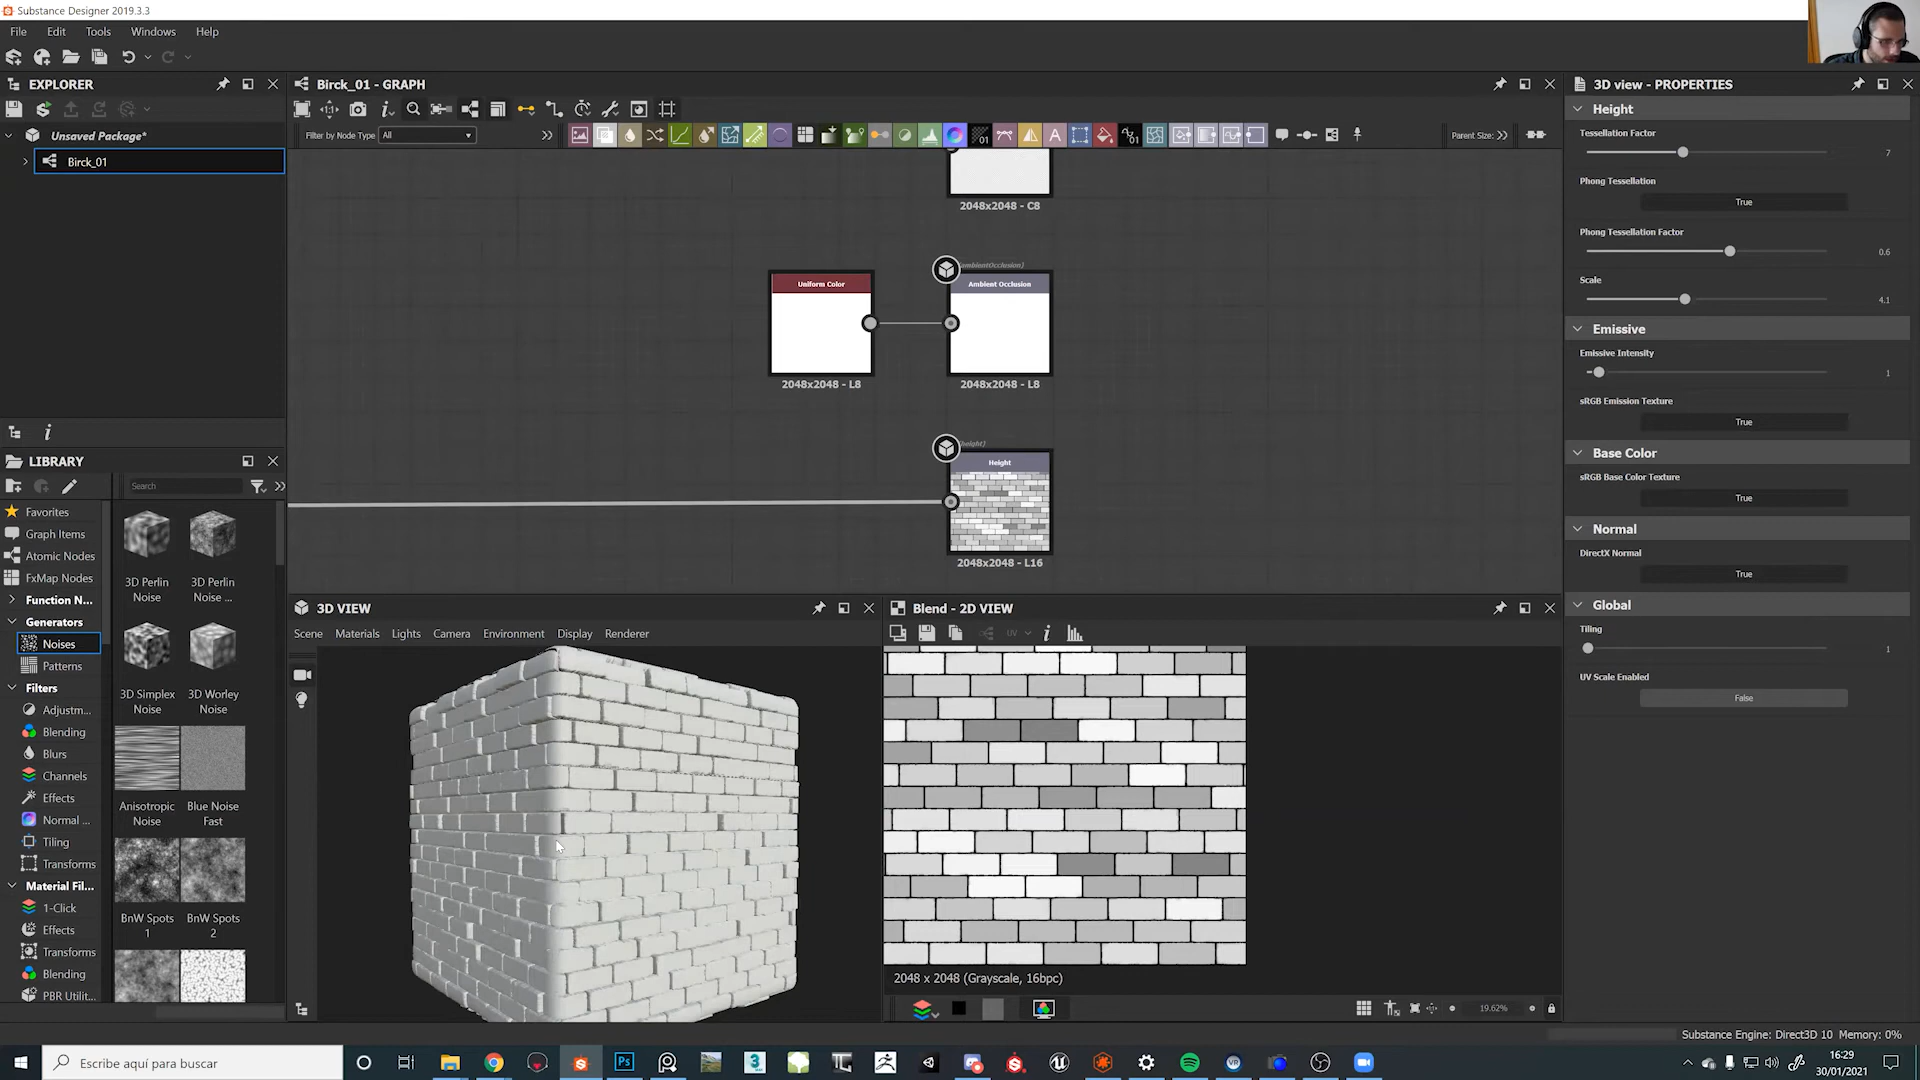 Substance Designer 2019.3.3
File Edit Tools Windows Help
EXPLORER
Unsaved Package*
Birck_01
LIBRARY
Search
Favorites
Graph Items
Atomic Nodes
FxMap Nodes
Function N...
Generators
Noises
Patterns
Filters
Adjustm...
Blending
Blurs
Channels
Effects
Normal ...
Tiling
Transforms
Material Fil...
1-Click
Effects
Transforms
Blending
PBR Utilit...
3D Perlin Noise
3D Perlin Noise ...
3D Simplex Noise
3D Worley Noise
Anisotropic Noise
Blue Noise Fast
BnW Spots 1
BnW Spots 2
Birck_01 - GRAPH
Filter by Node Type All
Parent Size:
2048x2048 - C8
Uniform Color
2048x2048 - L8
(ambientOcclusion)
Ambient Occlusion
2048x2048 - L8
(height)
Height
2048x2048 - L16
3D VIEW
Scene Materials Lights Camera Environment Display Renderer
Blend - 2D VIEW
UV
2048 x 2048 (Grayscale, 16bpc)
19.62%
3D view - PROPERTIES
Height
Tessellation Factor
7
Phong Tessellation
True
Phong Tessellation Factor
0.6
Scale
4.1
Emissive
Emissive Intensity
1
sRGB Emission Texture
True
Base Color
sRGB Base Color Texture
True
Normal
DirectX Normal
True
Global
Tiling
1
UV Scale Enabled
False
Substance Engine: Direct3D 10 Memory: 0%
Escribe aquí para buscar
16:29
30/01/2021